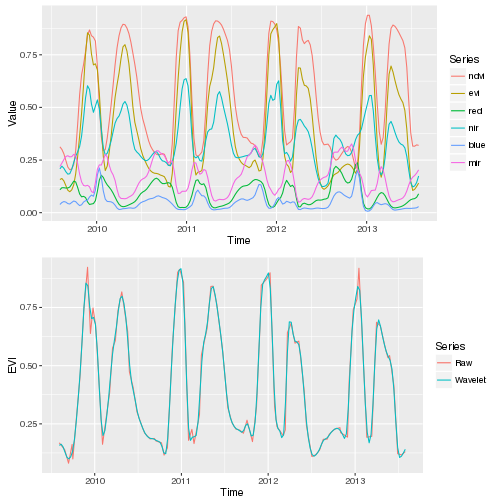 0.75
0.50
0.25
0.00
Value
2010
2011
2012
2013
Time
Series
ndvi
evi
red
nir
blue
mir
0.75
0.50
0.25
EVI
2010
2011
2012
2013
Time
Series
Raw
Wavelet